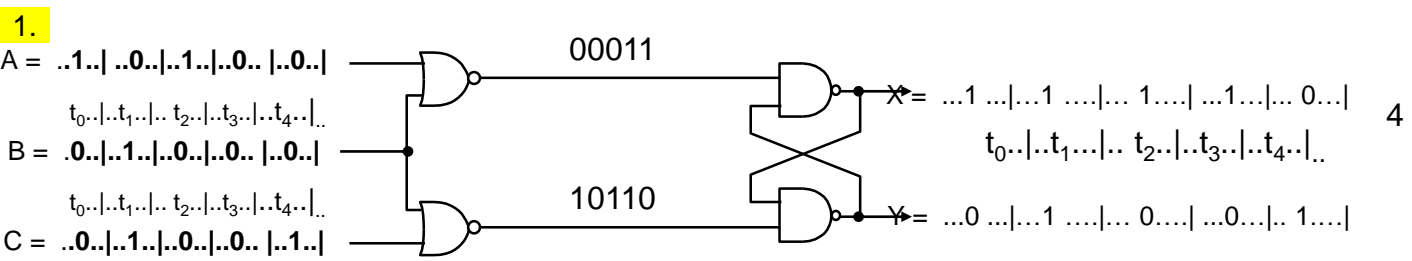 1.
A = ..1..| ..0..|..1..|..0.. |..0..|
00011
X = ...1 ...|…1 ….|… 1….| ...1…|... 0…|
4
t0..|..t1..|.. t2..|..t3..|..t4..|..
B = .0..|..1..|..0..|..0.. |..0..|
t0..|..t1...|.. t2..|..t3..|..t4..|..
t0..|..t1..|.. t2..|..t3..|..t4..|..
10110
Y = ...0 ...|…1 ….|… 0….| ...0…|.. 1….|
C = ..0..|..1..|..0..|..0.. |..1..|